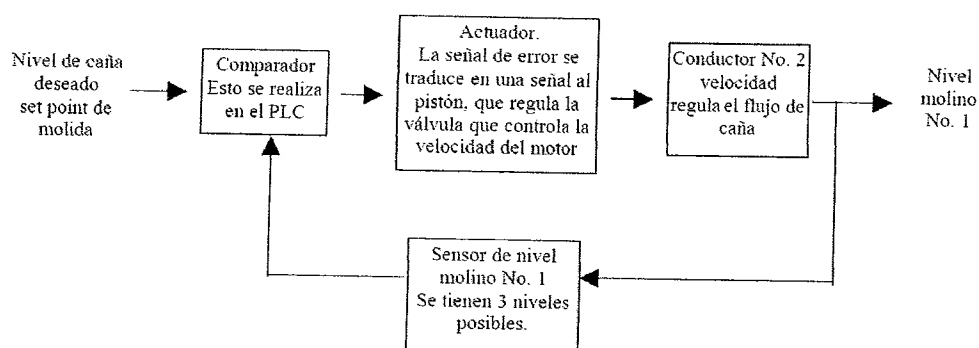 Nivel de caña
deseado
set point de
molida
Comparador
Esto se realiza
en el PLC
Actuador.
La señal de error se
traduce en una señal al
pistón, que regula la
válvula que controla la
velocidad del motor
Conductor No. 2
velocidad
regula el flujo de
caña
Nivel
molino
No. 1
Sensor de nivel
molino No. 1
Se tienen 3 niveles
posibles.